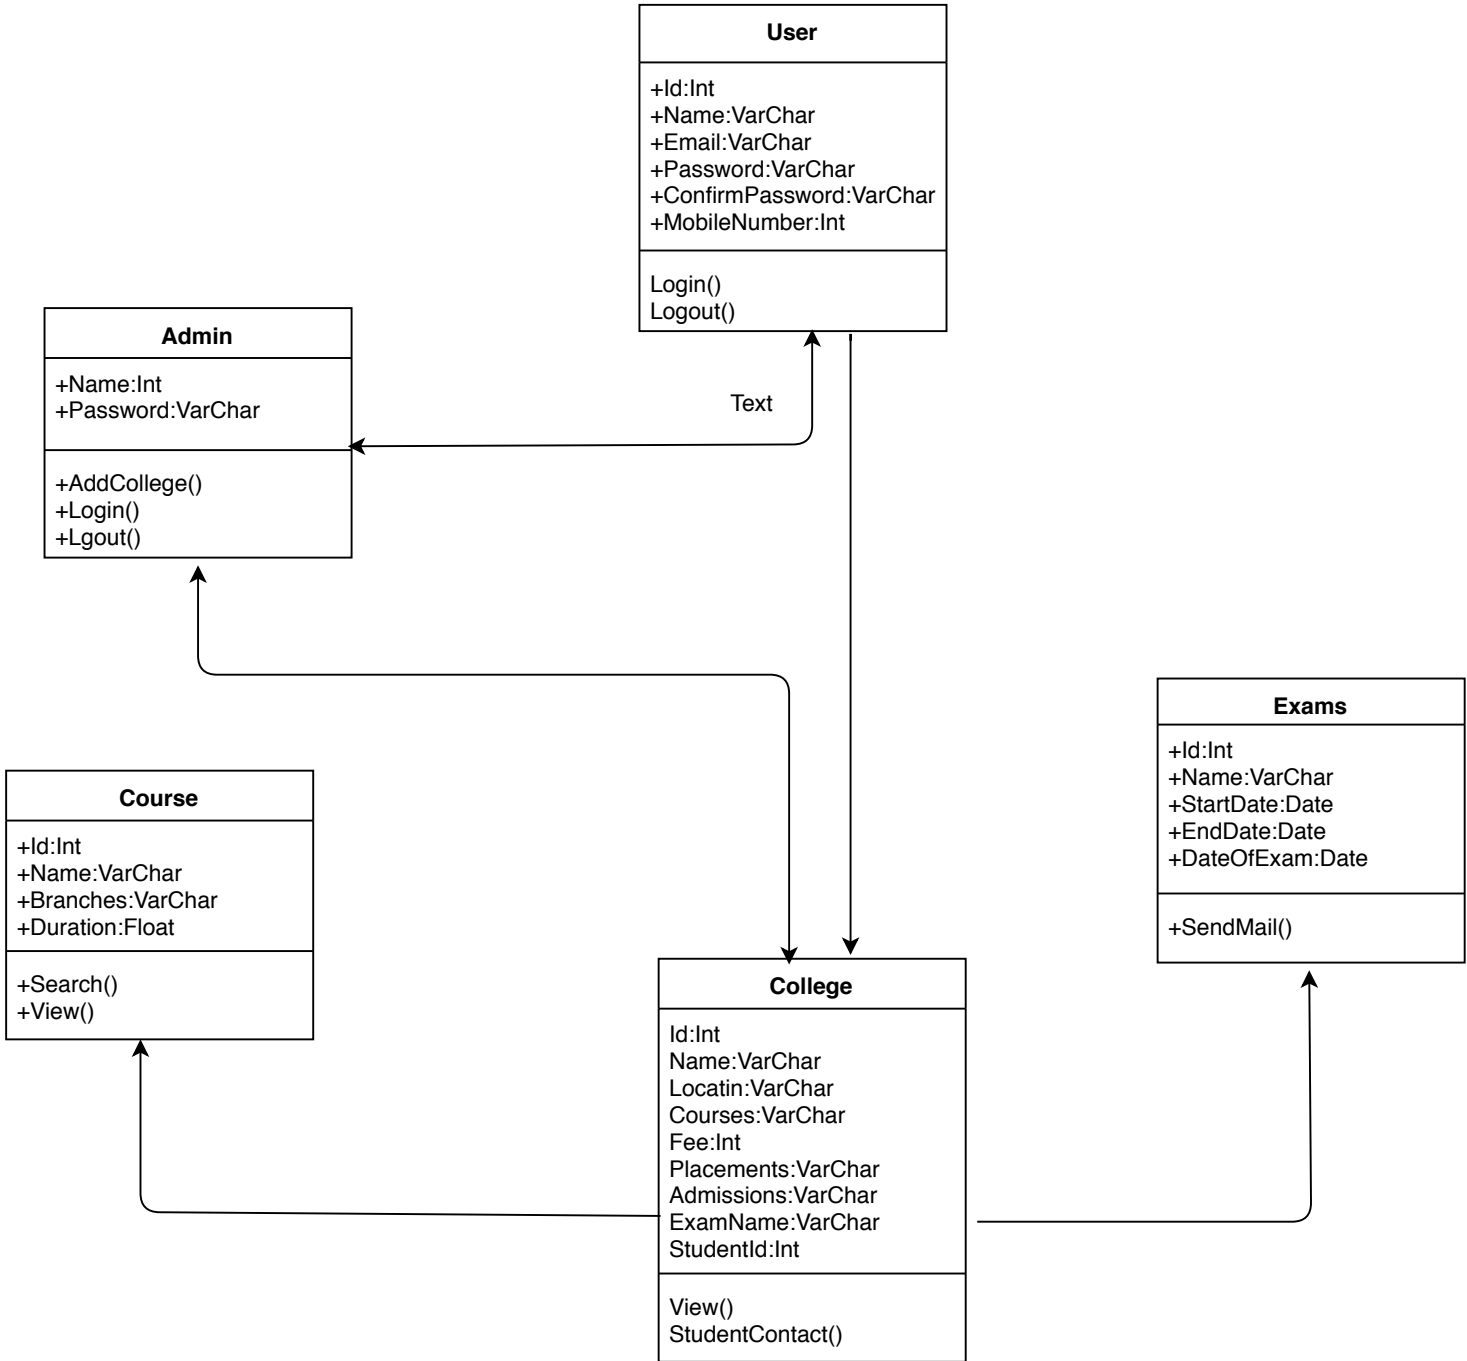 User
+Id:Int
+Name:VarChar
+Email:VarChar
+Password:VarChar
+ConfirmPassword:VarChar
+MobileNumber:Int
Login()
Logout()
Admin
+Name:Int
+Password:VarChar
+AddCollege()
+Login()
+Lgout()
Text
Exams
+Id:Int
+Name:VarChar
+StartDate:Date
+EndDate:Date
+DateOfExam:Date
+SendMail()
Course
+Id:Int
+Name:VarChar
+Branches:VarChar
+Duration:Float
+Search()
+View()
College
Id:Int
Name:VarChar
Locatin:VarChar
Courses:VarChar
Fee:Int
Placements:VarChar
Admissions:VarChar
ExamName:VarChar
StudentId:Int
View()
StudentContact()